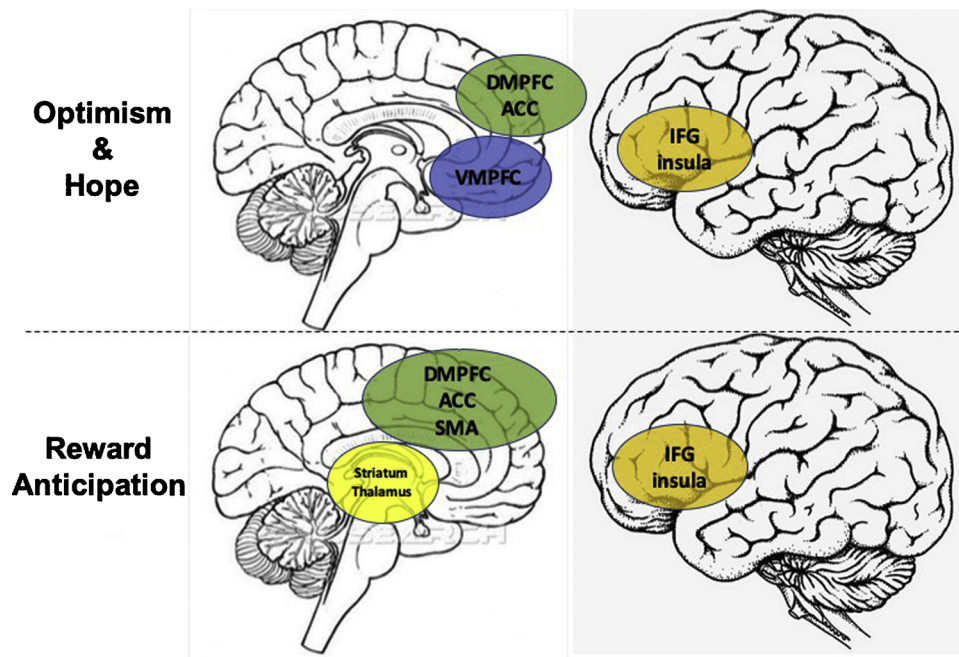 Optimism
&
Hope
DMPFC
ACC
VMPFC
IFG
insula
Reward
Anticipation
DMPFC
ACC
SMA
Striatum
Thalamus
IFG
insula